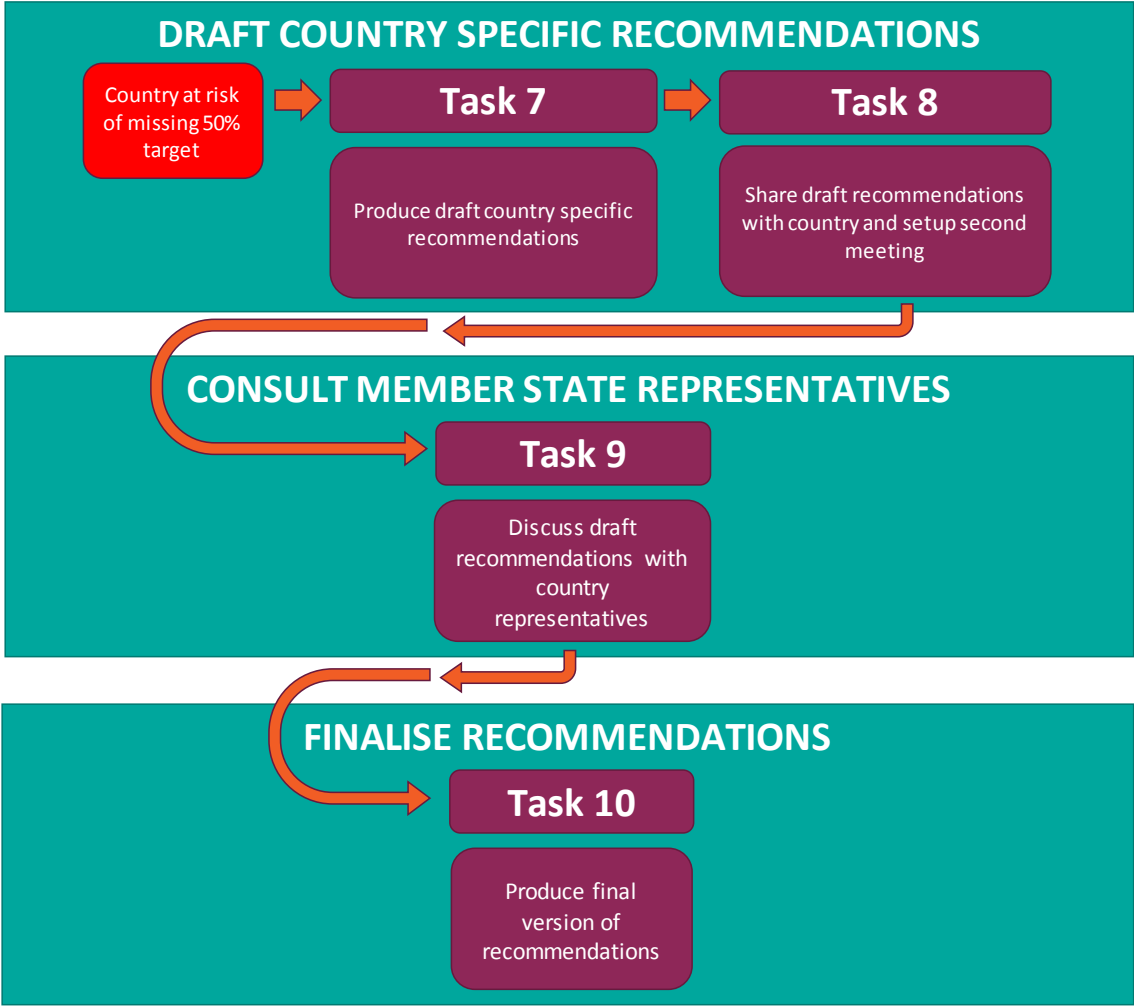 DRAFT COUNTRY SPECIFIC RECOMMENDATIONS
Country at risk
of missing 50%
target
Task 7
Task 8
Produce draft country specific
recommendations
Share draft recommendations
with country and setup second
meeting
CONSULT MEMBER STATE REPRESENTATIVES
Task 9
Discuss draft
recommendations with
country
representatives
FINALISE RECOMMENDATIONS
Task 10
Produce final
version of
recommendations